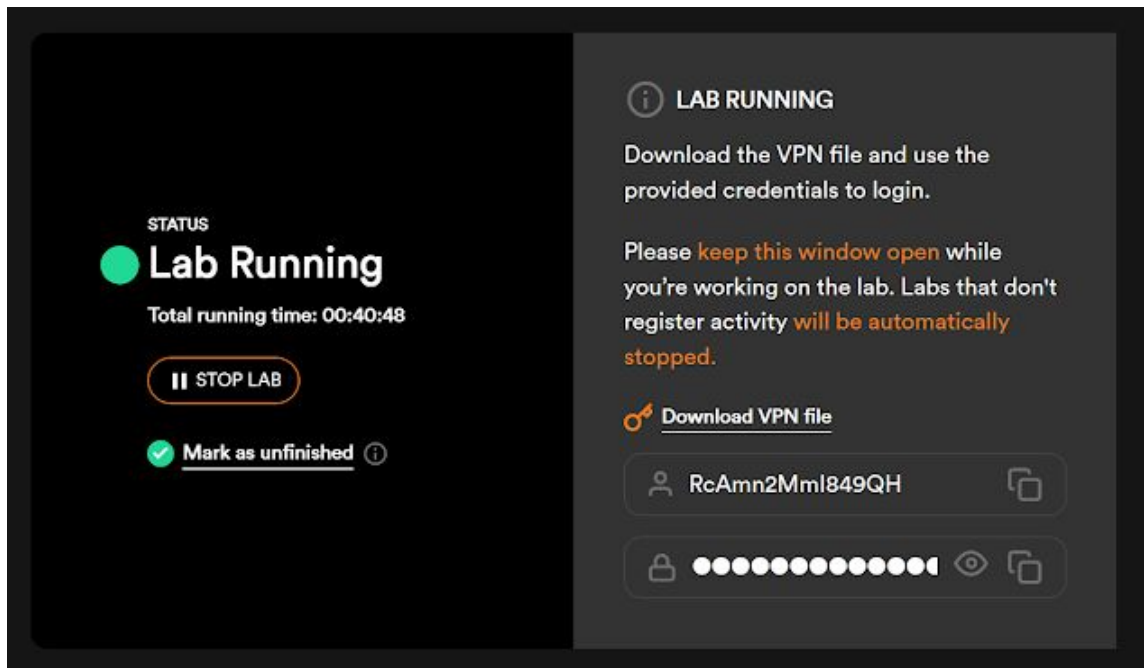 STATUS
Lab Running
Total running time: 00:40:48
STOP LAB
Mark as unfinished
LAB RUNNING
Download the VPN file and use the
provided credentials to login.
Please keep this window open while
you're working on the lab. Labs that don't
register activity will be automatically
stopped.
Download VPN file
RcAmn2Mml849QH